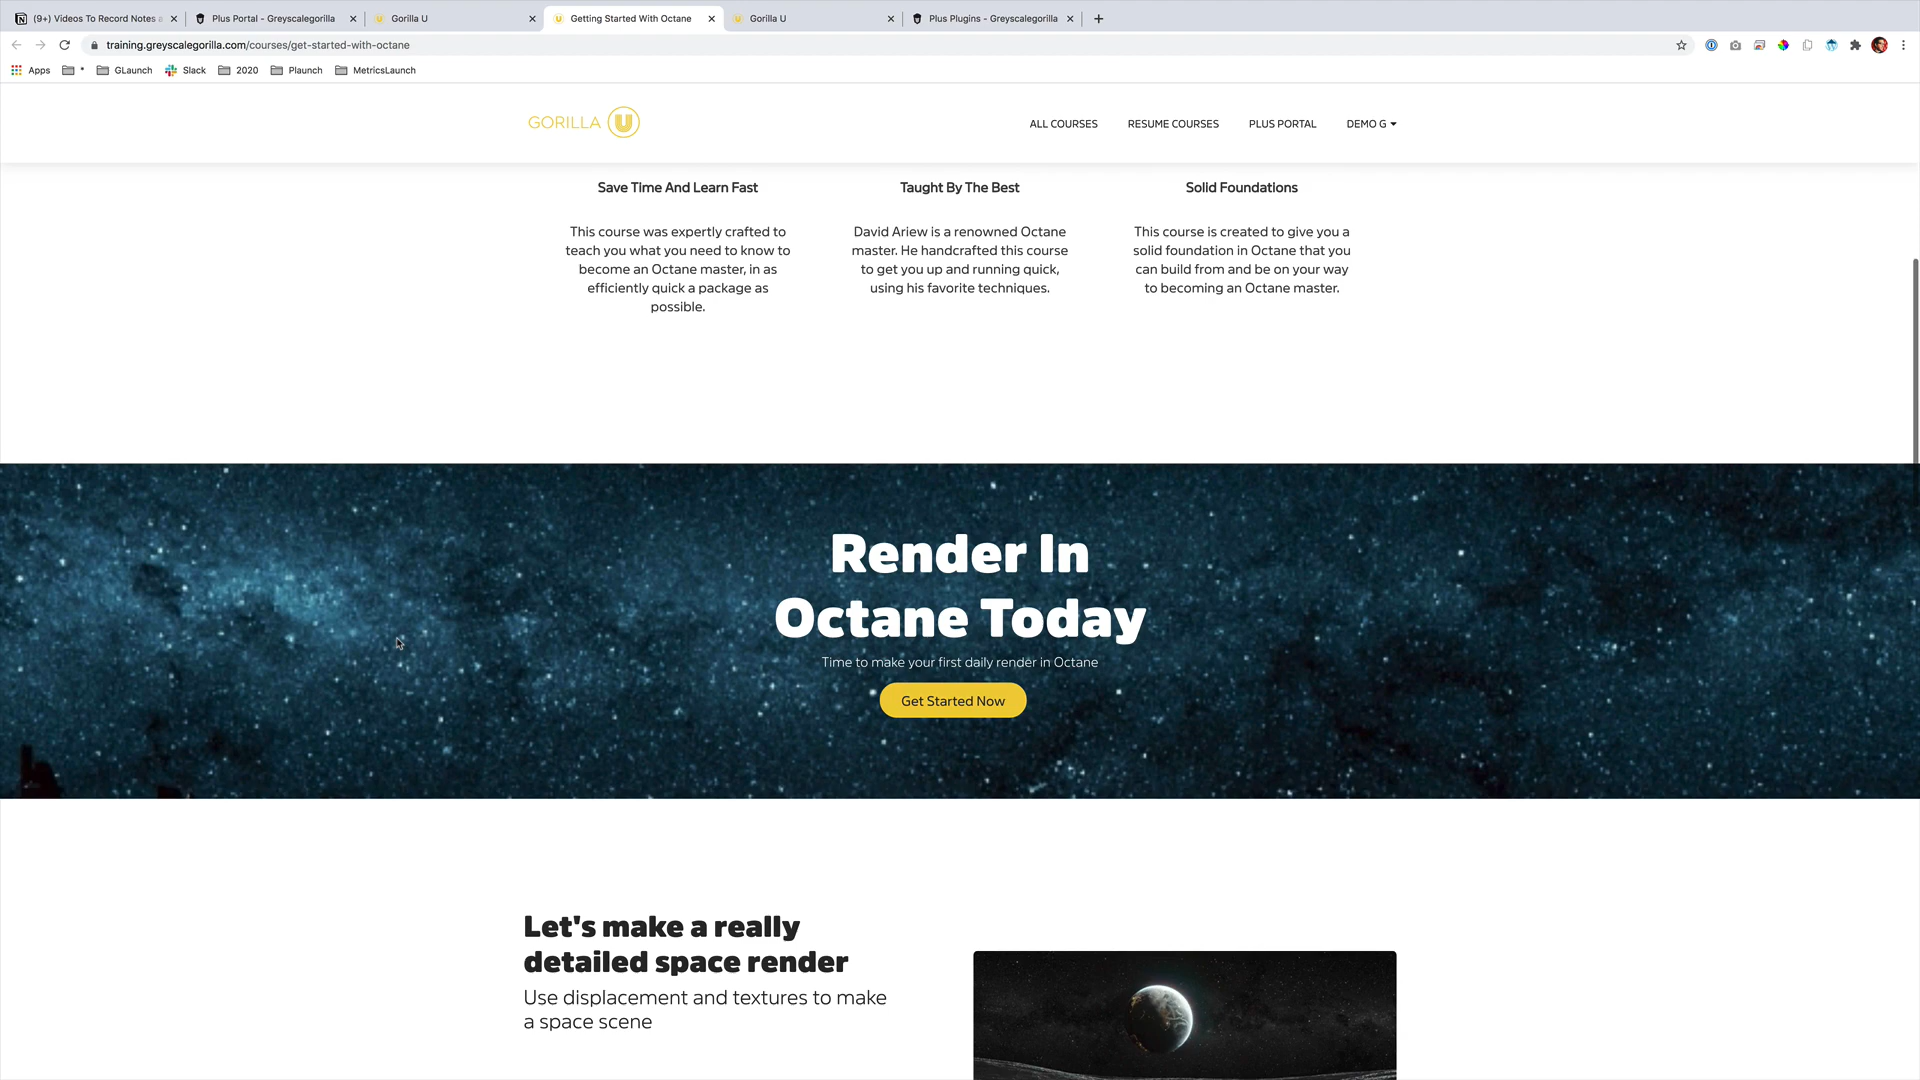 (9+) Videos To Record Notes a
Plus Portal - Greyscalegorilla
Gorilla U
Getting Started With Octane
Gorilla U
Plus Plugins - Greyscalegorilla
training.greyscalegorilla.com/courses/get-started-with-octane
Apps
*
GLaunch
Slack
2020
Plaunch
MetricsLaunch
GORILLA U
ALL COURSES
RESUME COURSES
PLUS PORTAL
DEMO G
Save Time And Learn Fast
This course was expertly crafted to
teach you what you need to know to
become an Octane master, in as
efficiently quick a package as
possible.
Taught By The Best
David Ariew is a renowned Octane
master. He handcrafted this course
to get you up and running quick,
using his favorite techniques.
Solid Foundations
This course is created to give you a
solid foundation in Octane that you
can build from and be on your way
to becoming an Octane master.
Render In
Octane Today
Time to make your first daily render in Octane
Get Started Now
Let's make a really
detailed space render
Use displacement and textures to make
a space scene